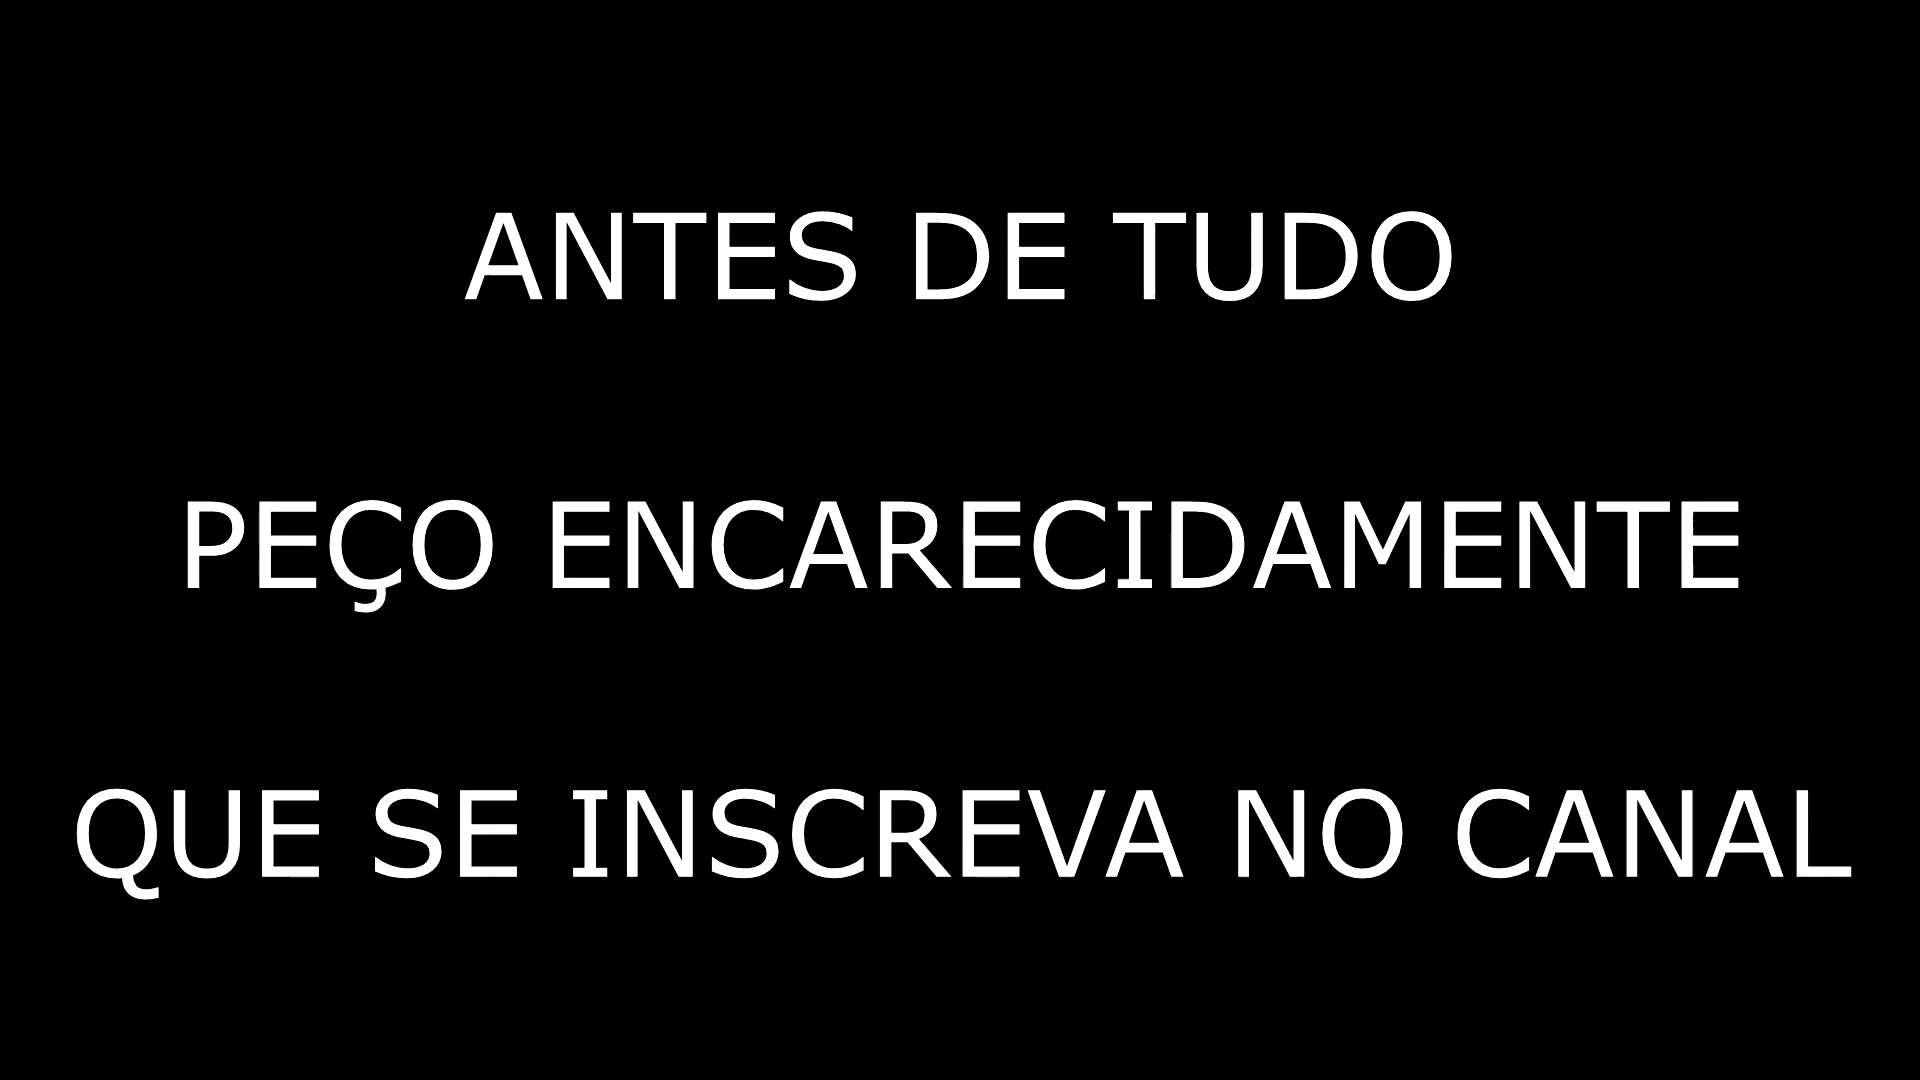 ANTES DE TUDO
PEÇO ENCARECIDAMENTE
QUE SE INSCREVA NO CANAL